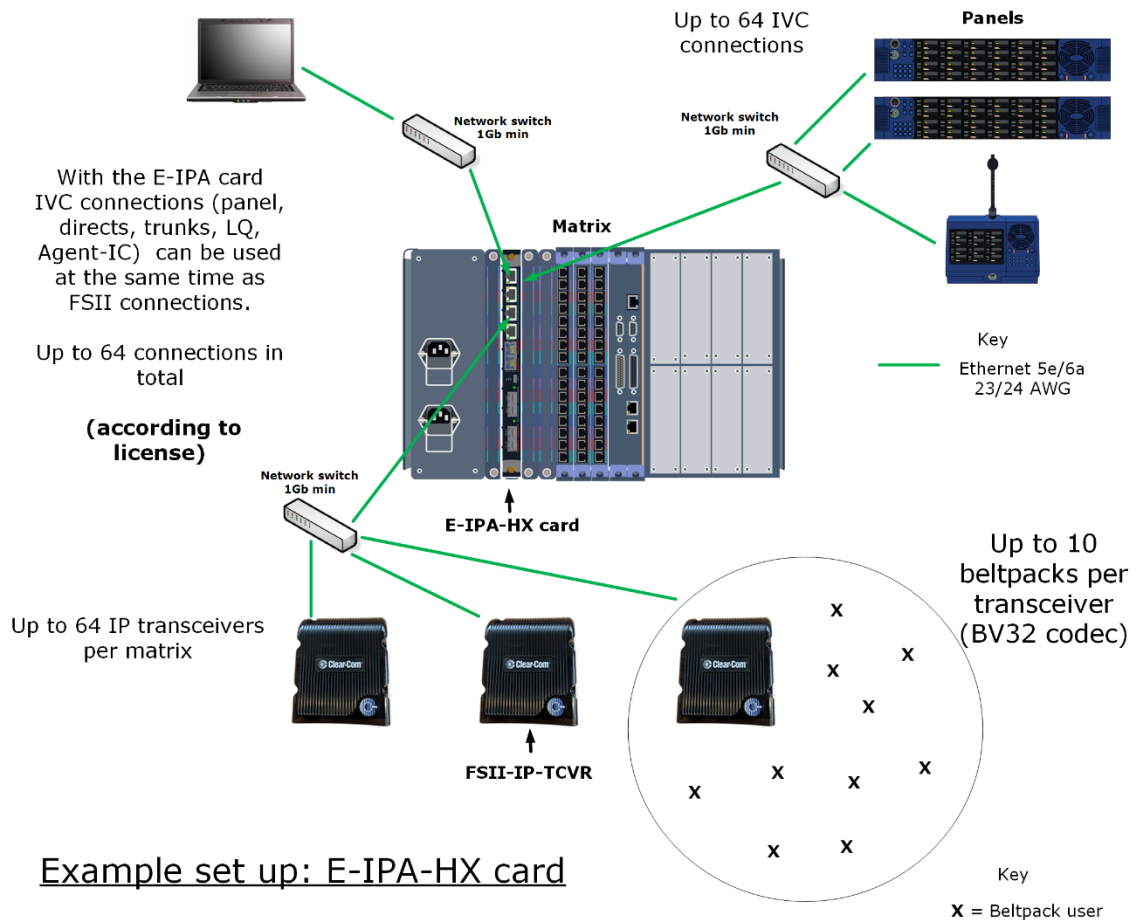 Up to 64 IVC
connections
Panels
Network switch
1Gb min
Network switch
1Gb min
With the E-IPA card
IVC connections (panel,
directs, trunks, LQ,
Agent-IC) can be used
at the same time as
FSII connections.
Up to 64 connections in
total
(according to
license)
Matrix
Key
Ethernet 5e/6a
23/24 AWG
Network switch
1Gb min
E-IPA-HX card
Up to 10
beltpacks per
transceiver
(BV32 codec)
Up to 64 IP transceivers
per matrix
Clear-Com
Clear-Com
Clear-Com
X
X
X
X
X
X
X
X
X
X
FSII-IP-TCVR
Example set up: E-IPA-HX card
Key
X = Beltpack user